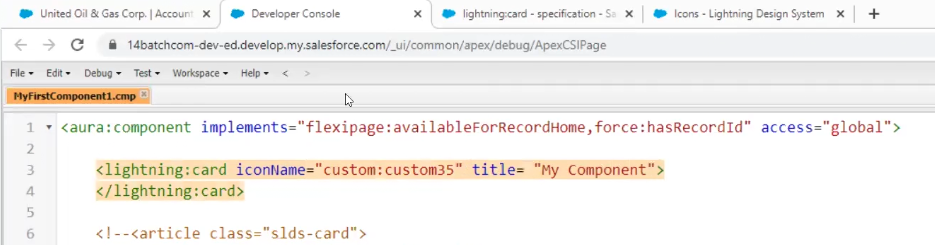 United Oil & Gas Corp. | Account
Developer Console
lightning:card - specification - Sa
Icons - Lightning Design System
14batchcom-dev-ed.develop.my.salesforce.com/_ui/common/apex/debug/ApexCSIPage
File Edit Debug Test Workspace Help < >
MyFirstComponent1.cmp
1 <aura:component implements="flexipage:availableForRecordHome,force:hasRecordId" access="global">
2
3 <lightning:card iconName="custom:custom35" title= "My Component">
4 </lightning:card>
5
6 <!--<article class="slds-card">